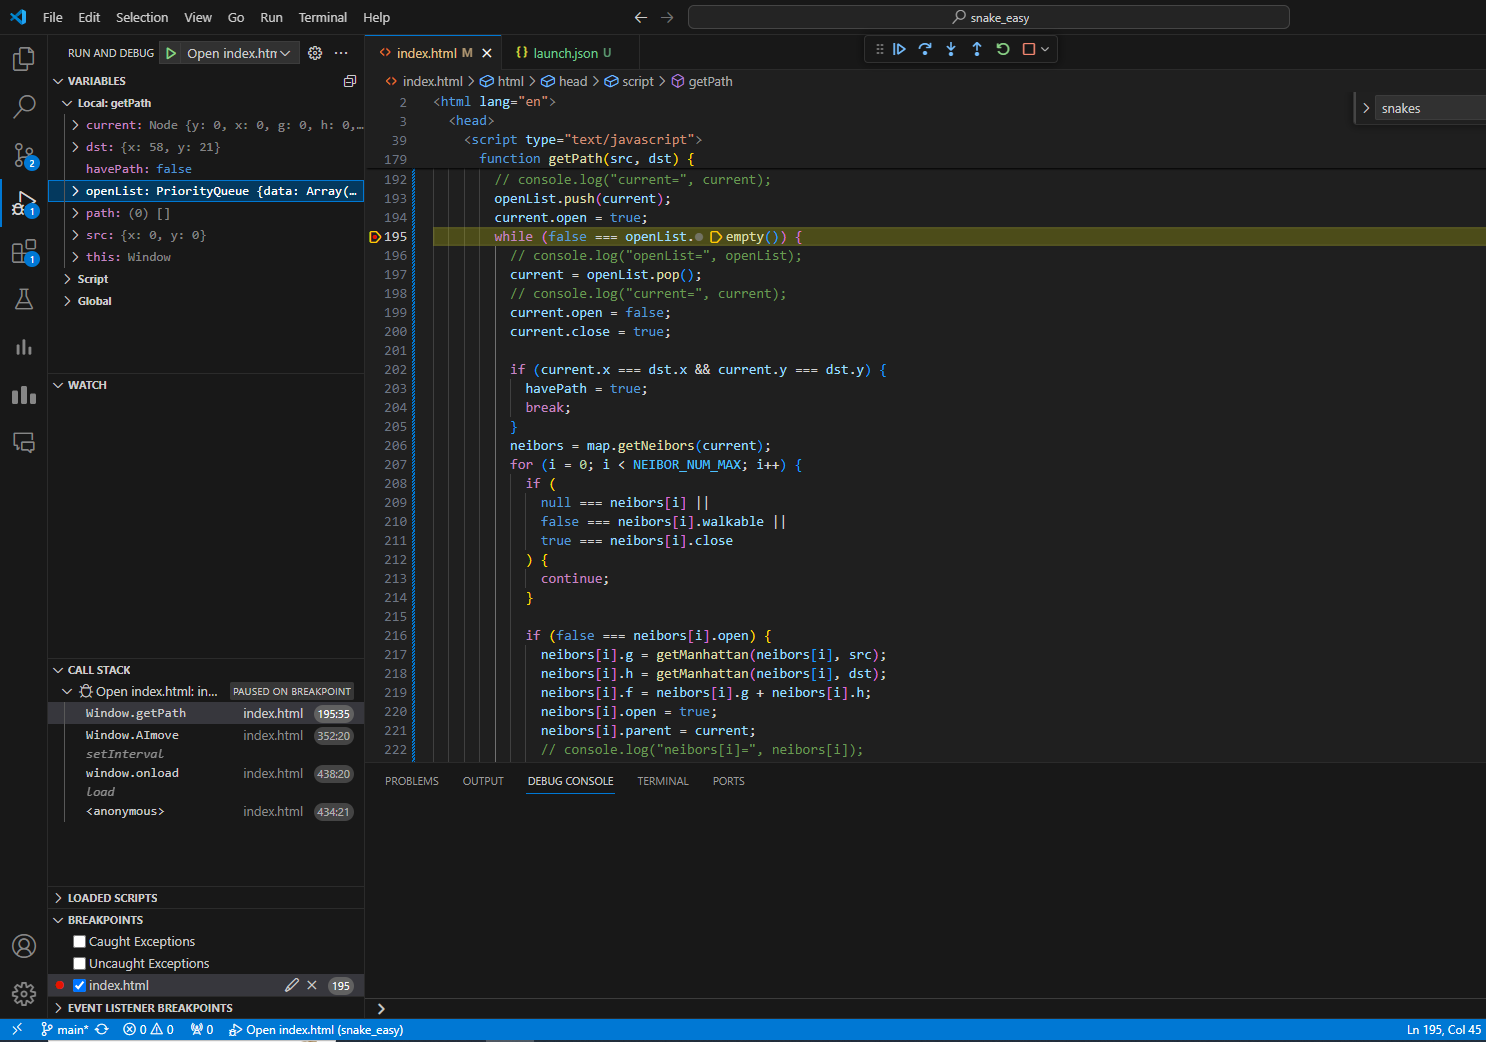 File Edit Selection View Go Run Terminal Help
snake_easy
RUN AND DEBUG Open index.htm
VARIABLES
Local: getPath
current: Node {y: 0, x: 0, g: 0, h: 0,…
dst: {x: 58, y: 21}
havePath: false
openList: PriorityQueue {data: Array(…
path: (0) []
src: {x: 0, y: 0}
this: Window
Script
Global
WATCH
CALL STACK
Open index.html: in... PAUSED ON BREAKPOINT
Window.getPath index.html 195:35
Window.AImove index.html 352:20
setInterval
window.onload index.html 438:20
load
<anonymous> index.html 434:21
LOADED SCRIPTS
BREAKPOINTS
Caught Exceptions
Uncaught Exceptions
index.html 195
EVENT LISTENER BREAKPOINTS
2
1
1
index.html M launch.json U
index.html > html > head > script > getPath
snakes
2 <html lang="en">
3 <head>
39 <script type="text/javascript">
179 function getPath(src, dst) {
192 // console.log("current=", current);
193 openList.push(current);
194 current.open = true;
195 while (false === openList. empty()) {
196 // console.log("openList=", openList);
197 current = openList.pop();
198 // console.log("current=", current);
199 current.open = false;
200 current.close = true;
201
202 if (current.x === dst.x && current.y === dst.y) {
203 havePath = true;
204 break;
205 }
206 neibors = map.getNeibors(current);
207 for (i = 0; i < NEIBOR_NUM_MAX; i++) {
208 if (
209 null === neibors[i] ||
210 false === neibors[i].walkable ||
211 true === neibors[i].close
212 ) {
213 continue;
214 }
215
216 if (false === neibors[i].open) {
217 neibors[i].g = getManhattan(neibors[i], src);
218 neibors[i].h = getManhattan(neibors[i], dst);
219 neibors[i].f = neibors[i].g + neibors[i].h;
220 neibors[i].open = true;
221 neibors[i].parent = current;
222 // console.log("neibors[i]=", neibors[i]);
PROBLEMS OUTPUT DEBUG CONSOLE TERMINAL PORTS
main* 0 0 0 Open index.html (snake_easy) Ln 195, Col 45